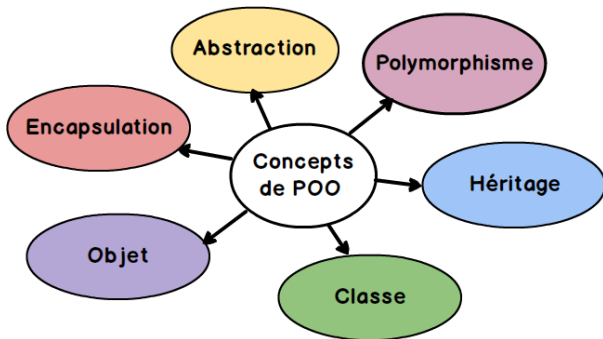 Abstraction
Polymorphisme
Encapsulation
Concepts
de POO
Héritage
Objet
Classe